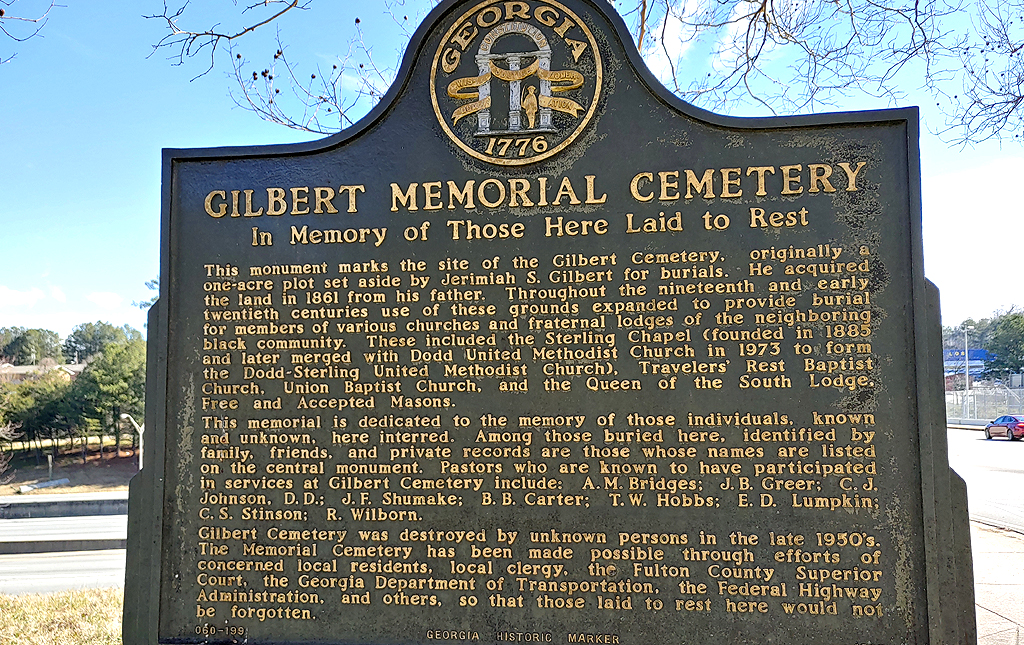 GEORGIA
CONSTITUTION
1776
GILBERT MEMORIAL CEMETERY
In Memory of Those Here Laid to Rest
This monument marks the site of the Gilbert Cemetery, originally a
one-acre plot set aside by Jerimiah S. Gilbert for burials. He acquired
the land in 1861 from his father. Throughout the nineteenth and early
twentieth centuries use of these grounds expanded to provide burial
for members of various churches and fraternal lodges of the neighboring
black community. These included the Sterling Chapel (founded in 1885
and later merged with Dodd United Methodist Church in 1973 to form
the Dodd-Sterling United Methodist Church), Travelers' Rest Baptist
Church, Union Baptist Church, and the Queen of the South Lodge,
Free and Accepted Masons.
This memorial is dedicated to the memory of those individuals, known
and unknown, here interred. Among those buried here, identified by
family, friends, and private records are those whose names are listed
on the central monument. Pastors who are known to have participated
in services at Gilbert Cemetery include: A.M. Bridges; J.B. Greer; C.J.
Johnson, D.D.; J.F. Shumake; B.B. Carter; T.W. Hobbs; E.D. Lumpkin;
C.S. Stinson; R. Wilborn.
Gilbert Cemetery was destroyed by unknown persons in the late 1950's.
The Memorial Cemetery has been made possible through efforts of
concerned local residents, local clergy, the Fulton County Superior
Court, the Georgia Department of Transportation, the Federal Highway
Administration, and others, so that those laid to rest here would not
be forgotten.
060-199
GEORGIA HISTORIC MARKER